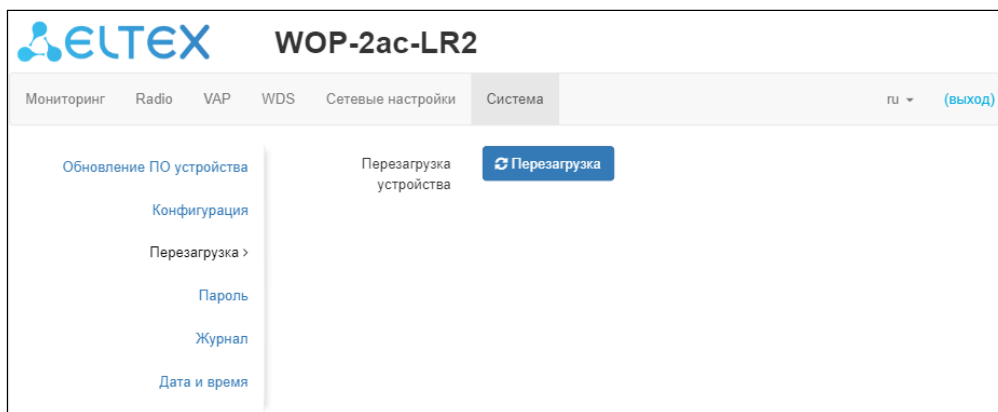 ELTEX WOP-2ac-LR2
Мониторинг Radio VAP WDS Сетевые настройки Система ru (выход)
Обновление ПО устройства
Конфигурация
Перезагрузка >
Пароль
Журнал
Дата и время
Перезагрузка
устройства
Перезагрузка